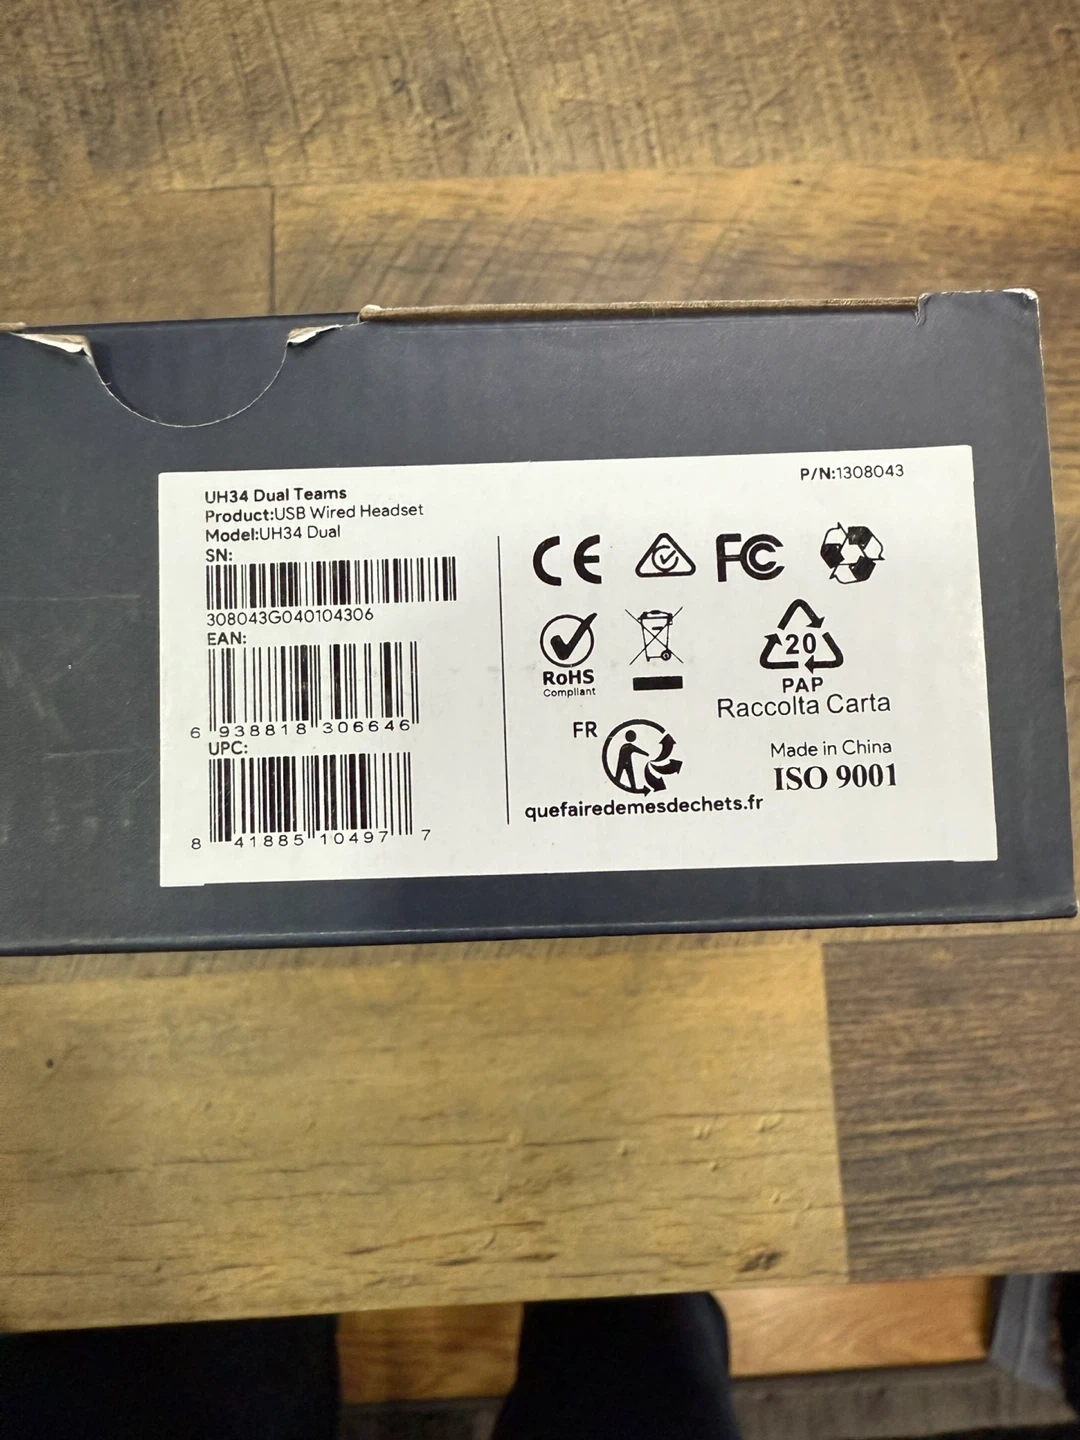 P/N:1308043
UH34 Dual Teams
Product:USB Wired Headset
Model:UH34 Dual
SN:
308043G040104306
EAN:
6 938818 306646
UPC:
8 41885 10497 7
CE
FC
RoHS
Compliant
20
PAP
Raccolta Carta
FR
quefairedemesdechets.fr
Made in China
ISO 9001